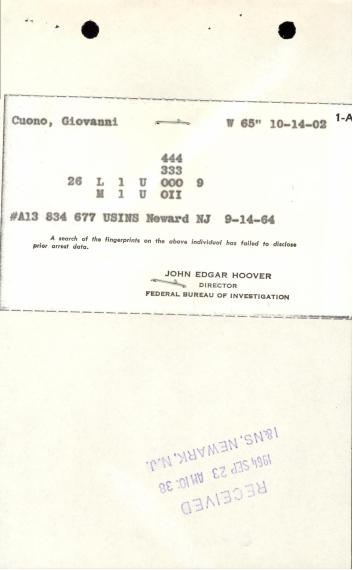 Cuono, Giovanni W 65" 10-14-02 1-A
444
333
26 L 1 U OOO 9
M 1 U OII
#A13 834 677 USINS Neward NJ 9-14-64
A search of the fingerprints on the above individual has failed to disclose
prior arrest data.
JOHN EDGAR HOOVER
DIRECTOR
FEDERAL BUREAU OF INVESTIGATION
RECEIVED
1964 SEP 23 AM 10:38
I&NS, NEWARK, N.J.